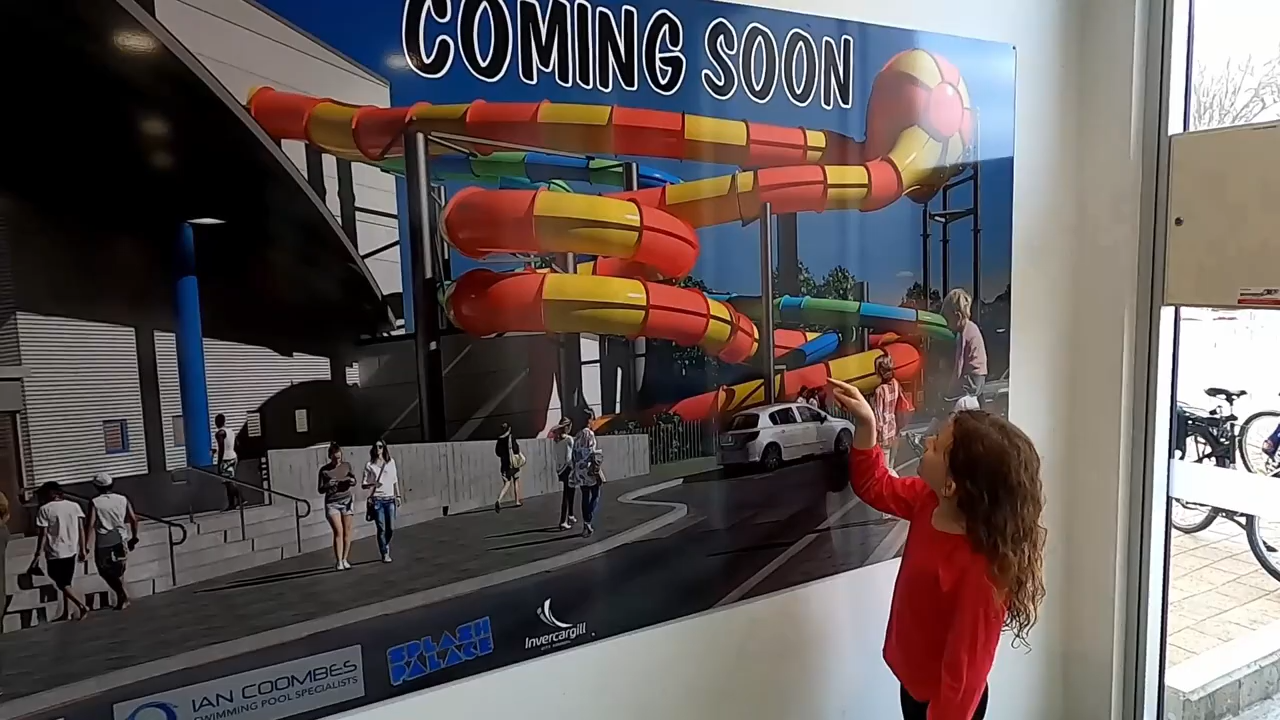 COMING SOON
IAN COOMBES
SWIMMING POOL SPECIALISTS
SPLASH
PALACE
Invercargill